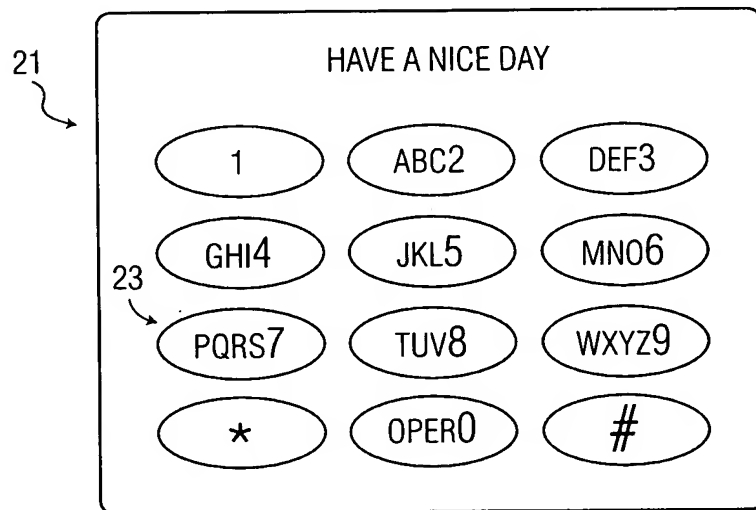 21
HAVE A NICE DAY
1 ABC2 DEF3
GHI4 JKL5 MNO6
23
PQRS7 TUV8 WXYZ9
* OPER0 #